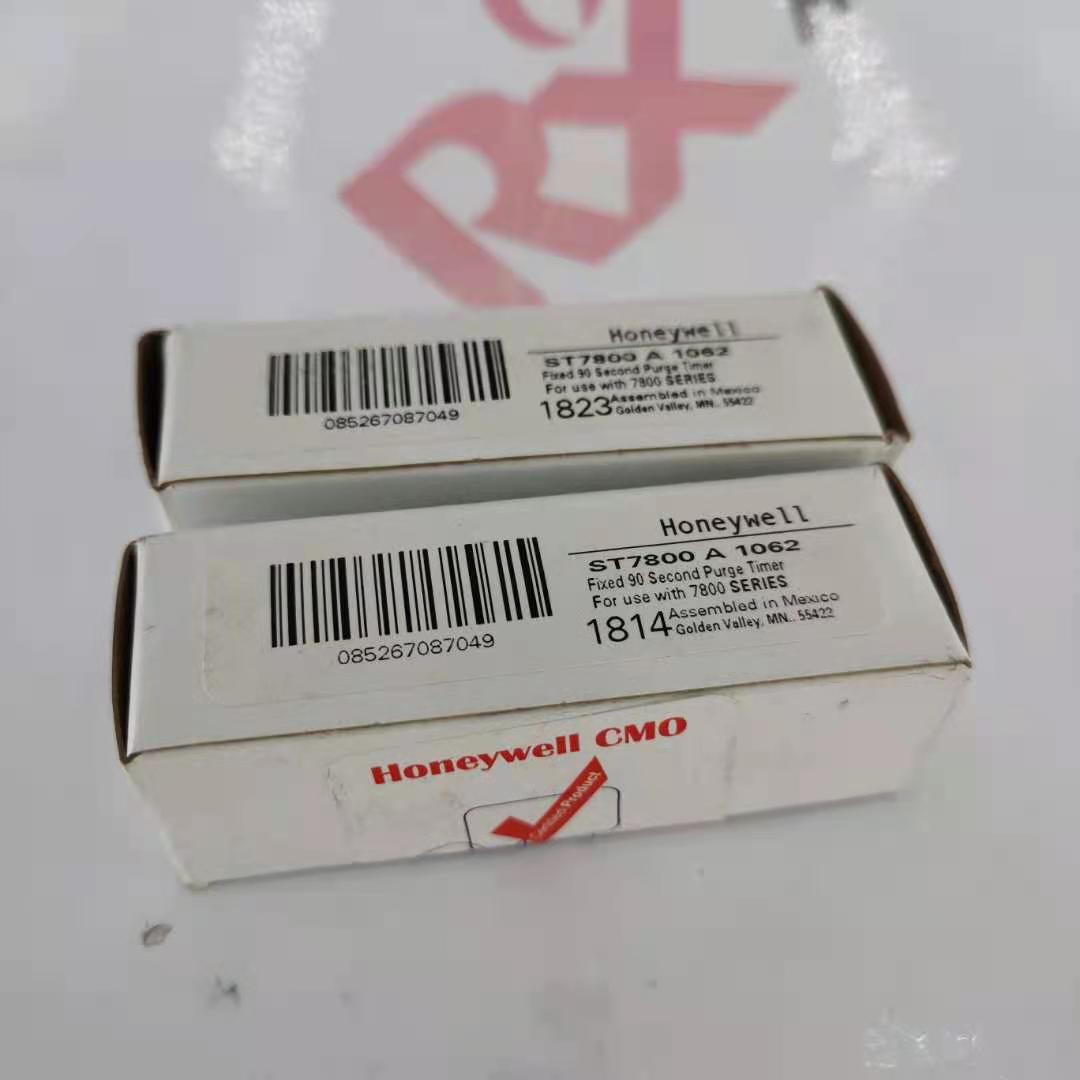 Honeywell
ST7800 A 1062
Fixed 90 Second Purge Timer
For use with 7800 SERIES
1823 Assembled in Mexico
Golden Valley, MN.. 55422
085267087049
Honeywell
ST7800 A 1062
Fixed 90 Second Purge Timer
For use with 7800 SERIES
1814 Assembled in Mexico
Golden Valley, MN.. 55422
085267087049
Honeywell CMO
Certified Product